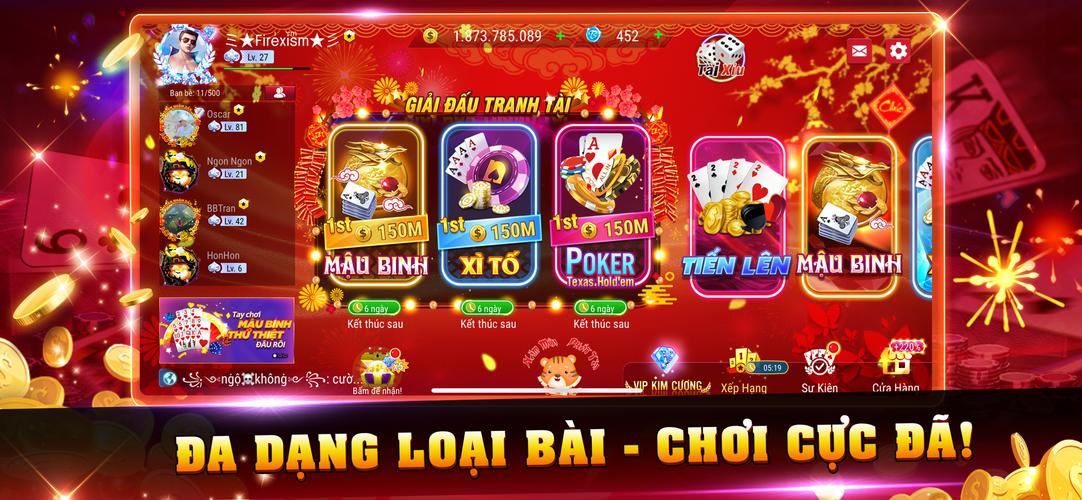 ★Firexism★
Lv. 27
1.873.785.089
452
Tài Xỉu
Bạn bè: 11/500
Oscar
Lv. 81
Ngon Ngon
Lv. 21
BBTran
Lv. 42
HonHon
Lv. 6
GIẢI ĐẤU TRANH TÀI
1st 150M
MẬU BINH
6 ngày
Kết thúc sau
1st 150M
XÌ TỐ
6 ngày
Kết thúc sau
1st 150M
POKER
Texas Hold'em
6 ngày
Kết thúc sau
TIẾN LÊN
MẬU BINH
Tay chơi
MẬU BINH
THỨ THIỆT
ĐÂU RỒI
ngộ☠không : cườ...
Bấm để nhận!
VIP KIM CƯƠNG
05:19
Xếp Hạng
Sự Kiện
+220%
Cửa Hàng
ĐA DẠNG LOẠI BÀI - CHƠI CỰC ĐÃ!